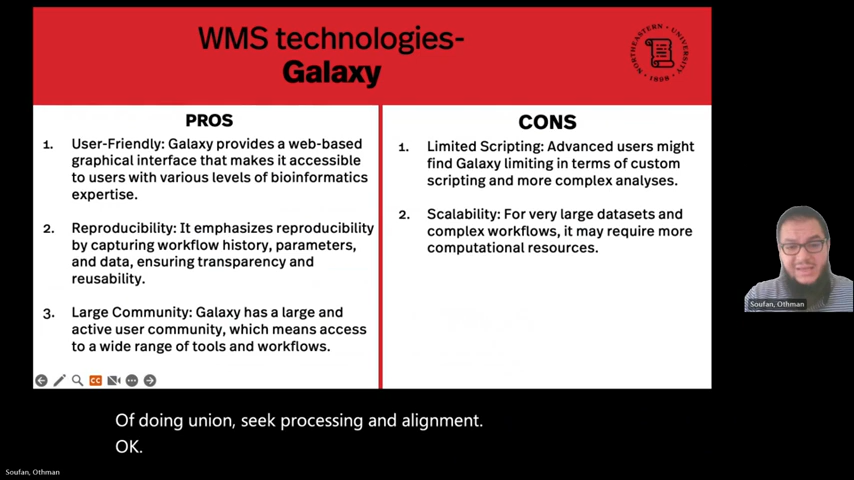 WMS technologies-
Galaxy
NORTHEASTERN UNIVERSITY
1898
PROS
1. User-Friendly: Galaxy provides a web-based
graphical interface that makes it accessible
to users with various levels of bioinformatics
expertise.
2. Reproducibility: It emphasizes reproducibility
by capturing workflow history, parameters,
and data, ensuring transparency and
reusability.
3. Large Community: Galaxy has a large and
active user community, which means access
to a wide range of tools and workflows.
CONS
1. Limited Scripting: Advanced users might
find Galaxy limiting in terms of custom
scripting and more complex analyses.
2. Scalability: For very large datasets and
complex workflows, it may require more
computational resources.
CC
Soufan, Othman
Of doing union, seek processing and alignment.
OK.
Soufan, Othman